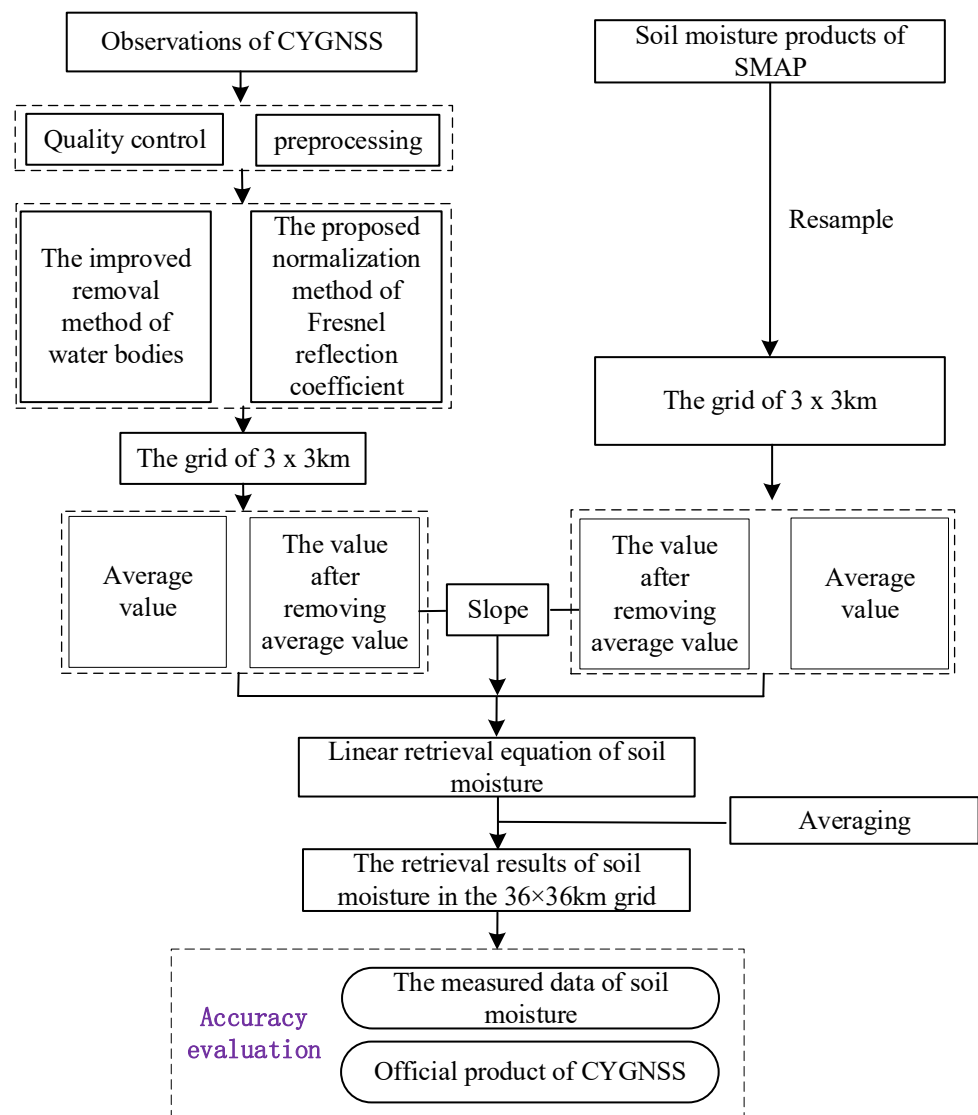 Observations of CYGNSS
Soil moisture products of
SMAP
Quality control
preprocessing
Resample
The improved
removal
method of
water bodies
The proposed
normalization
method of
Fresnel
reflection
coefficient
The grid of 3 x 3km
The grid of 3 x 3km
Average
value
The value
after
removing
average value
Slope
The value
after
removing
average value
Average
value
Linear retrieval equation of soil
moisture
Averaging
The retrieval results of soil
moisture in the 36×36km grid
Accuracy
evaluation
The measured data of soil
moisture
Official product of CYGNSS